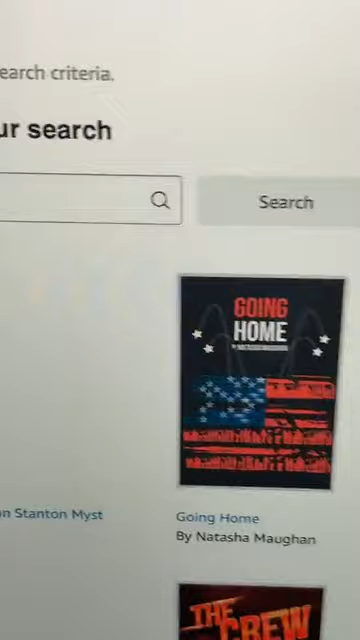 earch criteria.
ur search
Search
GOING
HOME
n Stanton Myst
Going Home
By Natasha Maughan
THE CREW